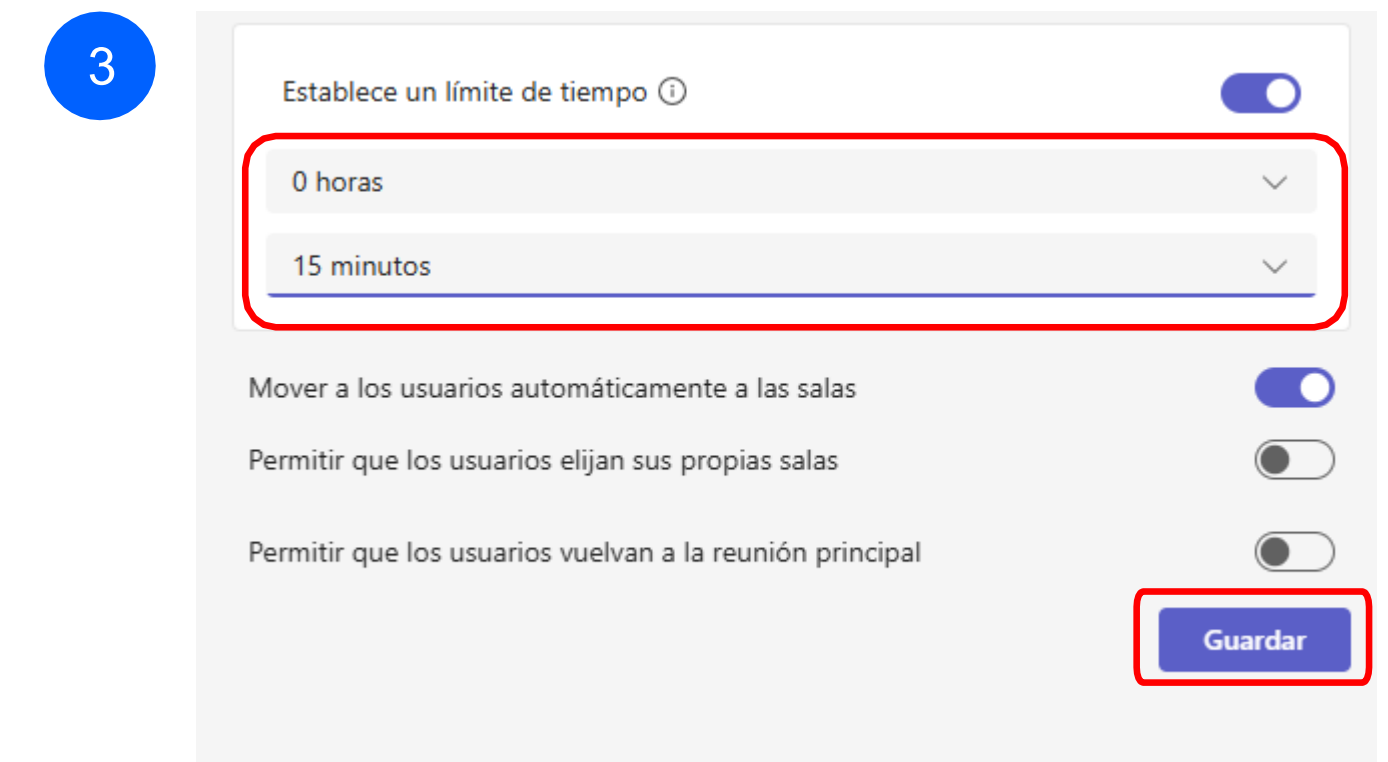 3
Establece un límite de tiempo
0 horas
15 minutos
Mover a los usuarios automáticamente a las salas
Permitir que los usuarios elijan sus propias salas
Permitir que los usuarios vuelvan a la reunión principal
Guardar